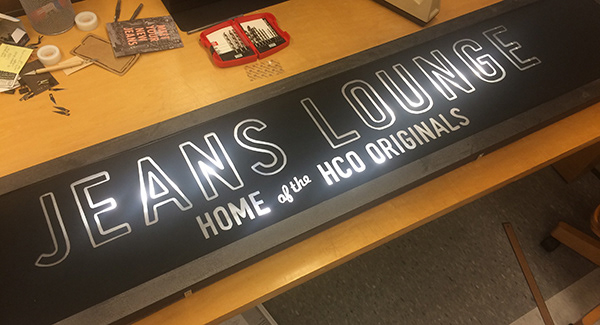 JEANS LOUNGE
HOME of the HCO ORIGINALS